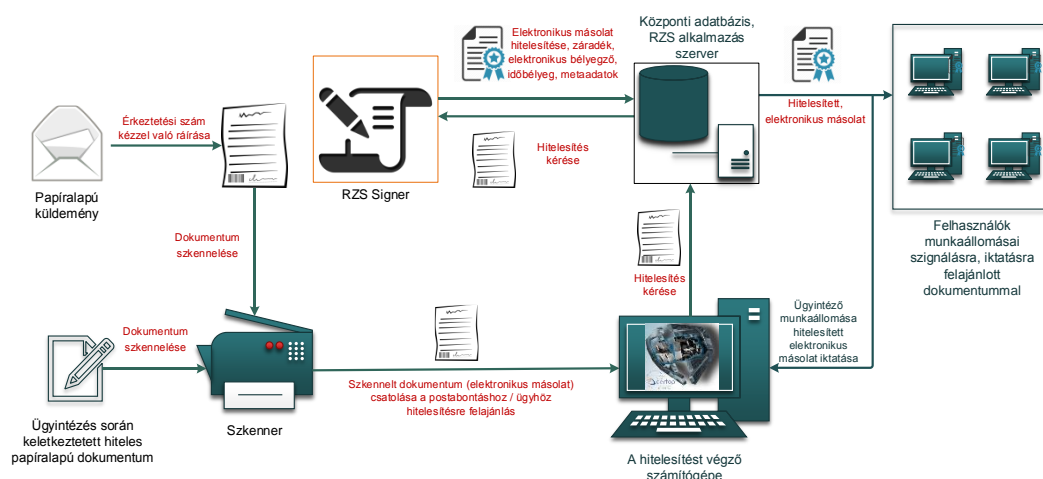 Elektronikus másolat
hitelesítése, záradék,
elektronikus bélyegző,
időbélyeg, metaadatok
Központi adatbázis,
RZS alkalmazás
szerver
Hitelesített,
elektronikus másolat
Érkeztetési szám
kézzel való ráírása
Hitelesítés
kérése
Papíralapú
küldemény
RZS Signer
Felhasználók
munkaállomásai
szignálásra, iktatásra
felajánlott
dokumentummal
Dokumentum
szkennelése
Hitelesítés
kérése
Ügyintéző
munkaállomása
hitelesített
elektronikus
másolat iktatása
Dokumentum
szkennelése
Szkennelt dokumentum (elektronikus másolat)
csatolása a postabontáshoz / ügyhöz
hitelesítésre felajánlás
Ügyintézés során
keletkeztetett hiteles
papíralapú dokumentum
Szkenner
A hitelesítést végző
számítógépe